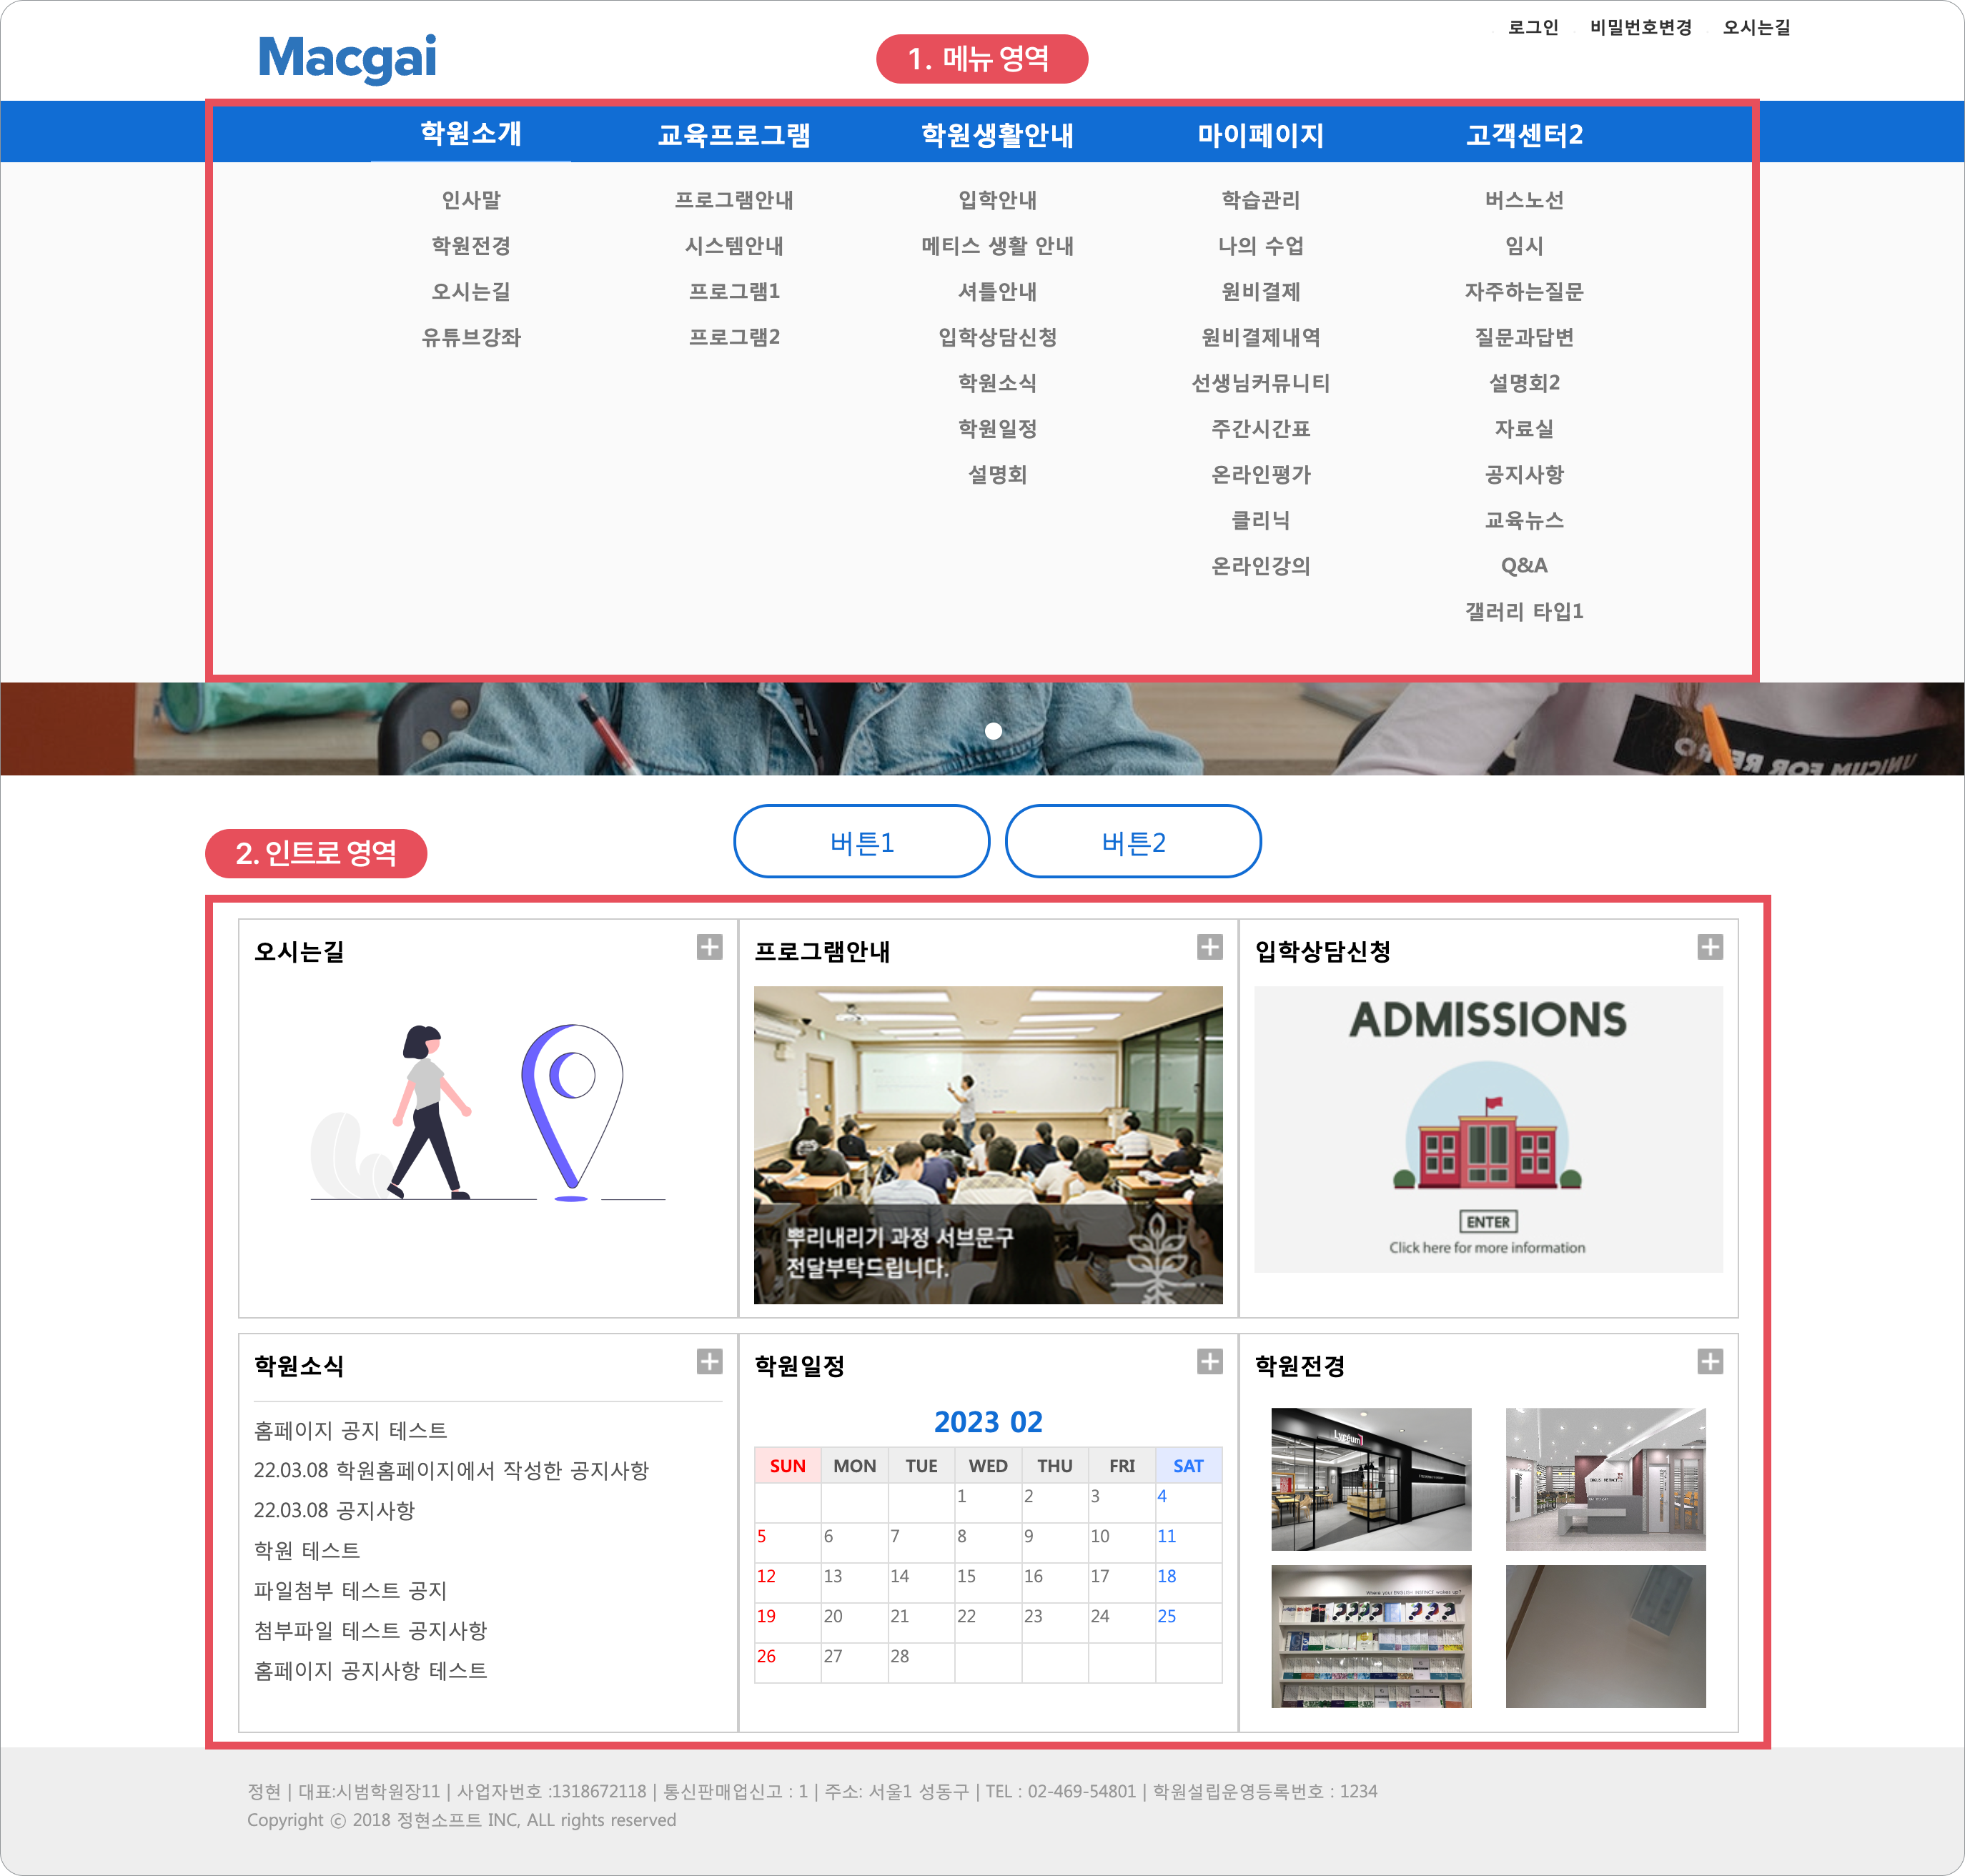 로그인 비밀번호변경 오시는길
Macgai
1. 메뉴 영역
학원소개 교육프로그램 학원생활안내 마이페이지 고객센터2
인사말 프로그램안내 입학안내 학습관리 버스노선
학원전경 시스템안내 메티스 생활 안내 나의 수업 임시
오시는길 프로그램1 셔틀안내 원비결제 자주하는질문
유튜브강좌 프로그램2 입학상담신청 원비결제내역 질문과답변
학원소식 선생님커뮤니티 설명회2
학원일정 주간시간표 자료실
설명회 온라인평가 공지사항
클리닉 교육뉴스
온라인강의 Q&A
갤러리 타입1
UNICUM FOR
버튼1 버튼2
2. 인트로 영역
오시는길 프로그램안내 입학상담신청
ADMISSIONS
ENTER
Click here for more information
뿌리내리기 과정 서브문구
전달부탁드립니다.
학원소식 학원일정 학원전경
홈페이지 공지 테스트
22.03.08 학원홈페이지에서 작성한 공지사항
22.03.08 공지사항
학원 테스트
파일첨부 테스트 공지
첨부파일 테스트 공지사항
홈페이지 공지사항 테스트
2023 02
SUN MON TUE WED THU FRI SAT
1 2 3 4
5 6 7 8 9 10 11
12 13 14 15 16 17 18
19 20 21 22 23 24 25
26 27 28
정현 | 대표:시범학원장11 | 사업자번호 :1318672118 | 통신판매업신고 : 1 | 주소: 서울1 성동구 | TEL : 02-469-54801 | 학원설립운영등록번호 : 1234
Copyright ⓒ 2018 정현소프트 INC, ALL rights reserved